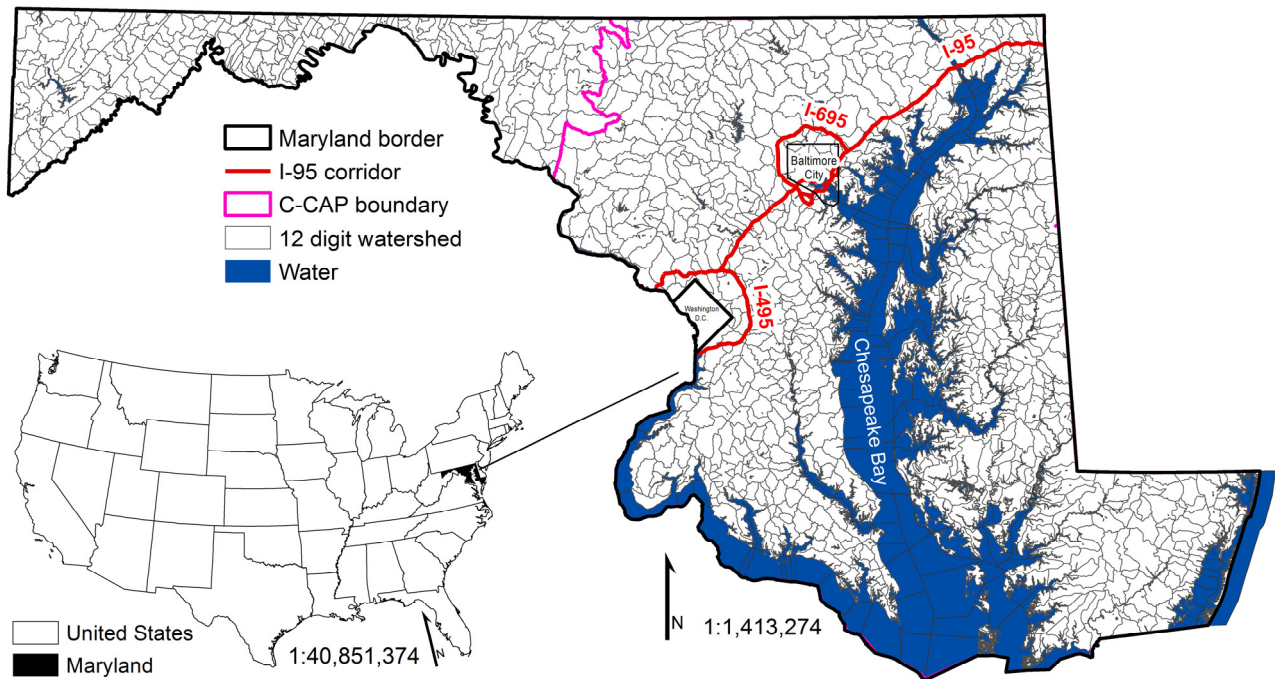 I-95
I-695
Baltimore
City
Maryland border
I-95 corridor
C-CAP boundary
12 digit watershed
Water
Washington
D.C.
I-495
Chesapeake Bay
United States
Maryland
1:40,851,374
N
N
1:1,413,274